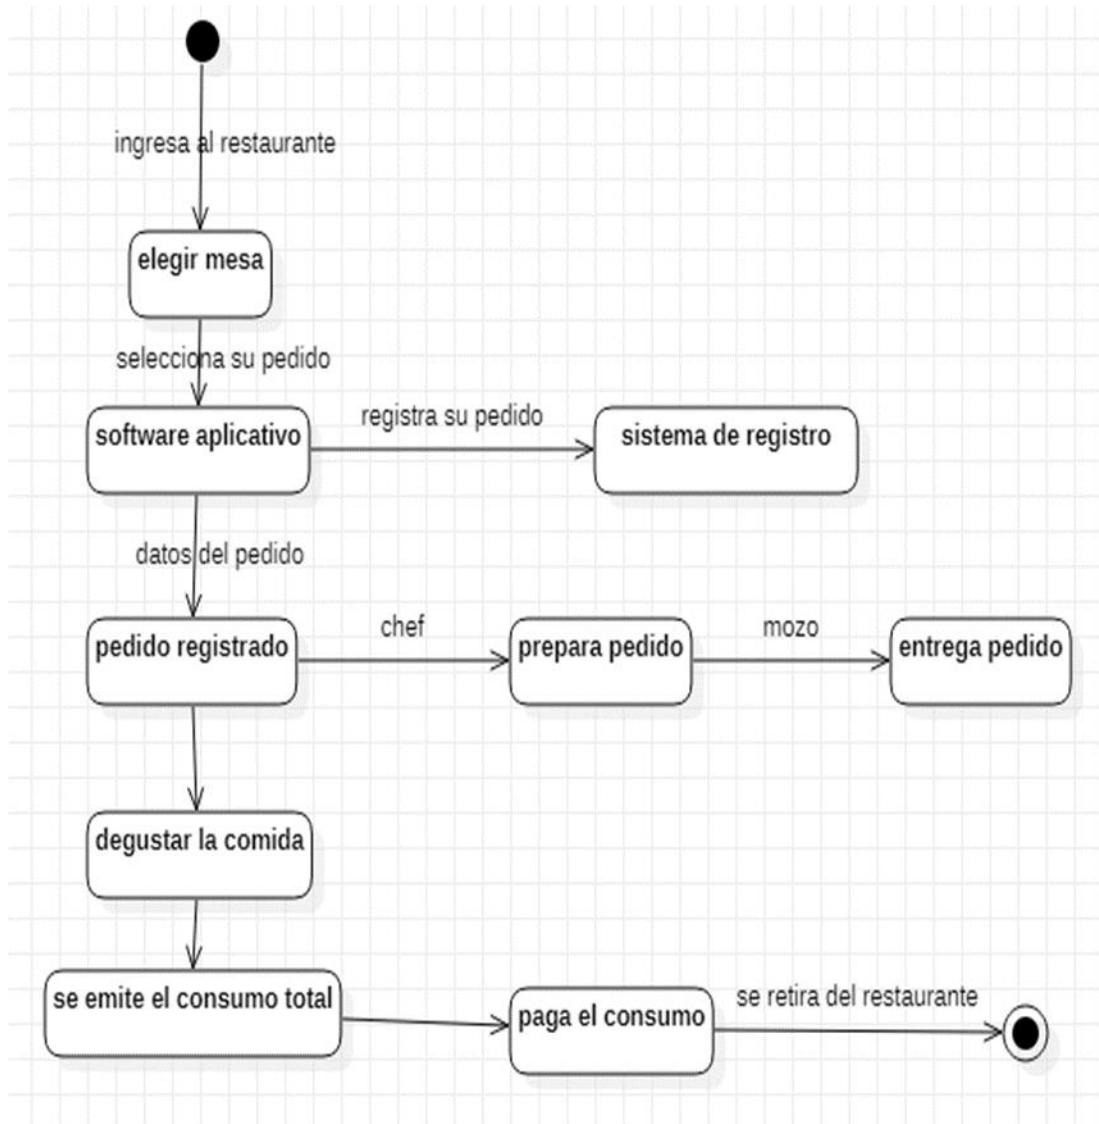 ingresa al restaurante
elegir mesa
selecciona su pedido
software aplicativo
registra su pedido
sistema de registro
datos del pedido
pedido registrado
chef
prepara pedido
mozo
entrega pedido
degustar la comida
se emite el consumo total
paga el consumo
se retira del restaurante